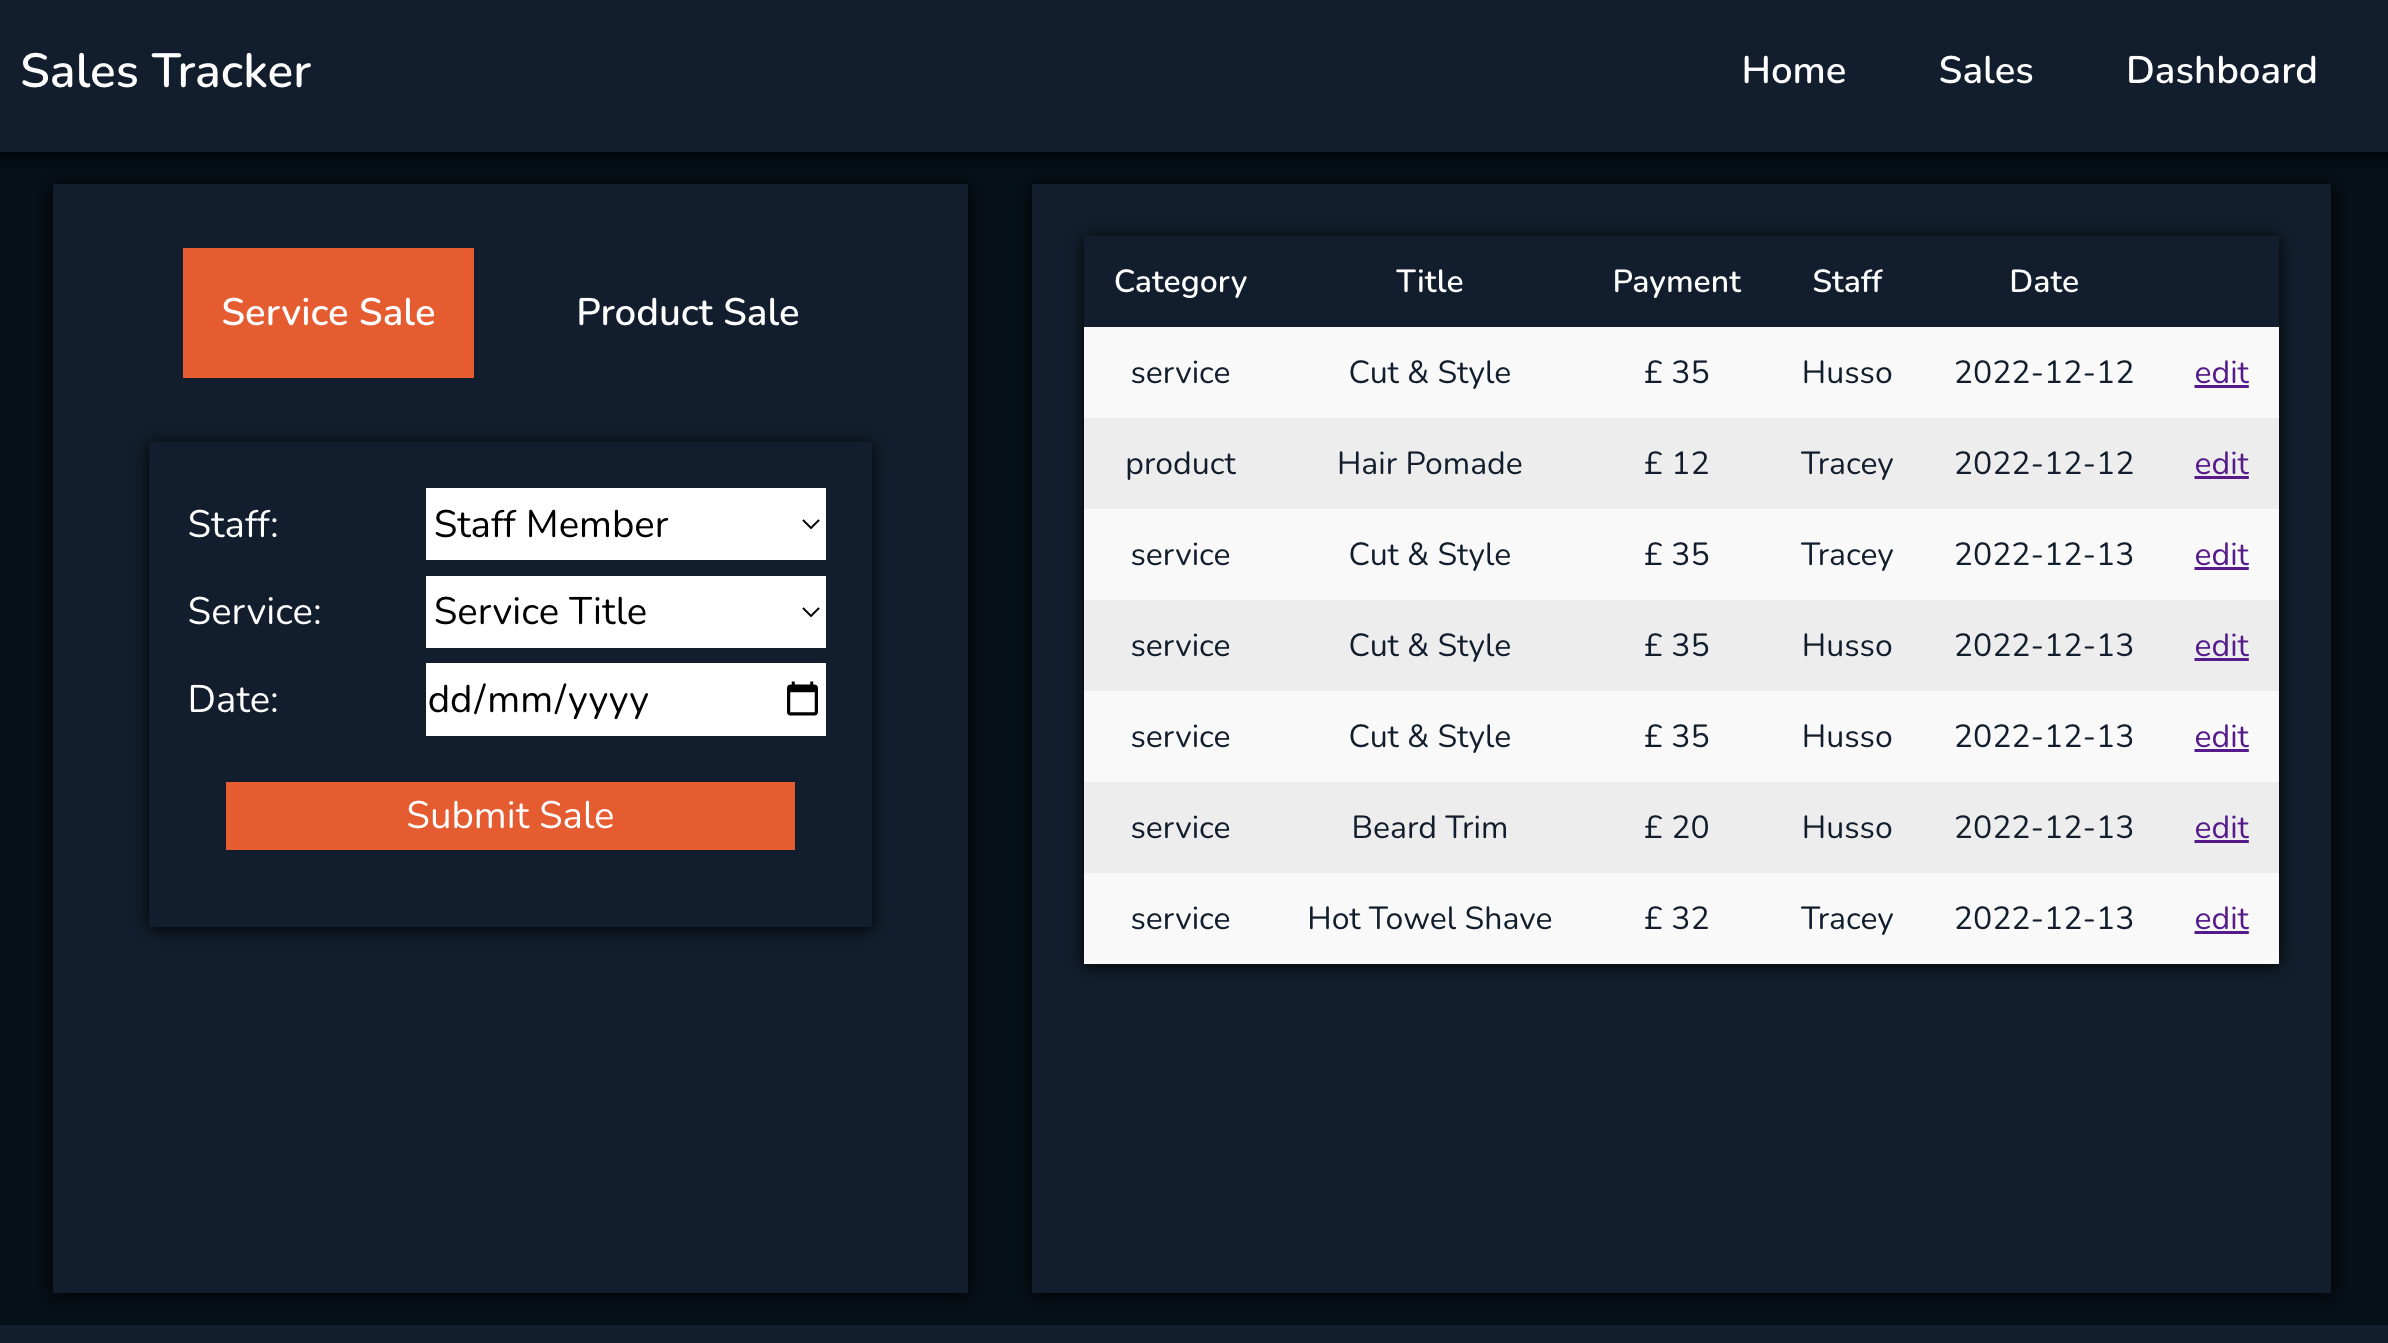 Sales Tracker Home Sales Dashboard
Service Sale Product Sale
Staff: Staff Member
Service: Service Title
Date: dd/mm/yyyy
Submit Sale
Category Title Payment Staff Date
service Cut & Style £ 35 Husso 2022-12-12 edit
product Hair Pomade £ 12 Tracey 2022-12-12 edit
service Cut & Style £ 35 Tracey 2022-12-13 edit
service Cut & Style £ 35 Husso 2022-12-13 edit
service Cut & Style £ 35 Husso 2022-12-13 edit
service Beard Trim £ 20 Husso 2022-12-13 edit
service Hot Towel Shave £ 32 Tracey 2022-12-13 edit